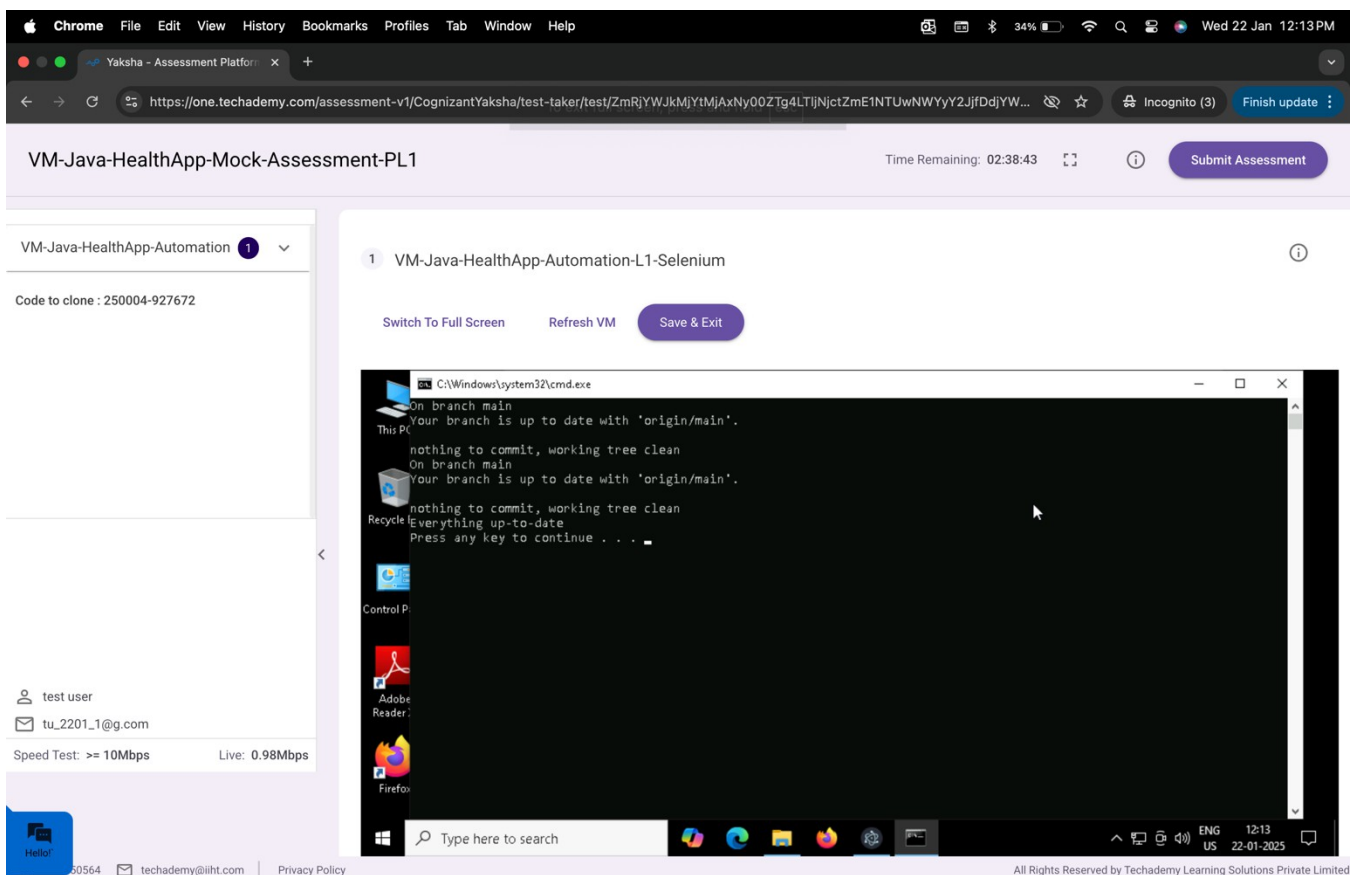 Chrome File Edit View History Bookmarks Profiles Tab Window Help 34% Wed 22 Jan 12:13 PM
Yaksha - Assessment Platform
https://one.techademy.com/assessment-v1/CognizantYaksha/test-taker/test/ Incognito (3) Finish update
VM-Java-HealthApp-Mock-Assessment-PL1 Time Remaining: 02:38:43 Submit Assessment
VM-Java-HealthApp-Automation 1
Code to clone : 250004-927672
1 VM-Java-HealthApp-Automation-L1-Selenium
Switch To Full Screen Refresh VM Save & Exit
C:\Windows\system32\cmd.exe
On branch main
Your branch is up to date with 'origin/main'.
nothing to commit, working tree clean
On branch main
Your branch is up to date with 'origin/main'.
nothing to commit, working tree clean
Everything up-to-date
Press any key to continue . . .
This PC
Recycle
Control P
Adobe
Reader
Firefox
test user
tu_2201_1@g.com
Speed Test: >= 10Mbps Live: 0.98Mbps
Type here to search
ENG 12:13
US 22-01-2025
Hello!
50564 techademy@iiht.com Privacy Policy All Rights Reserved by Techademy Learning Solutions Private Limited